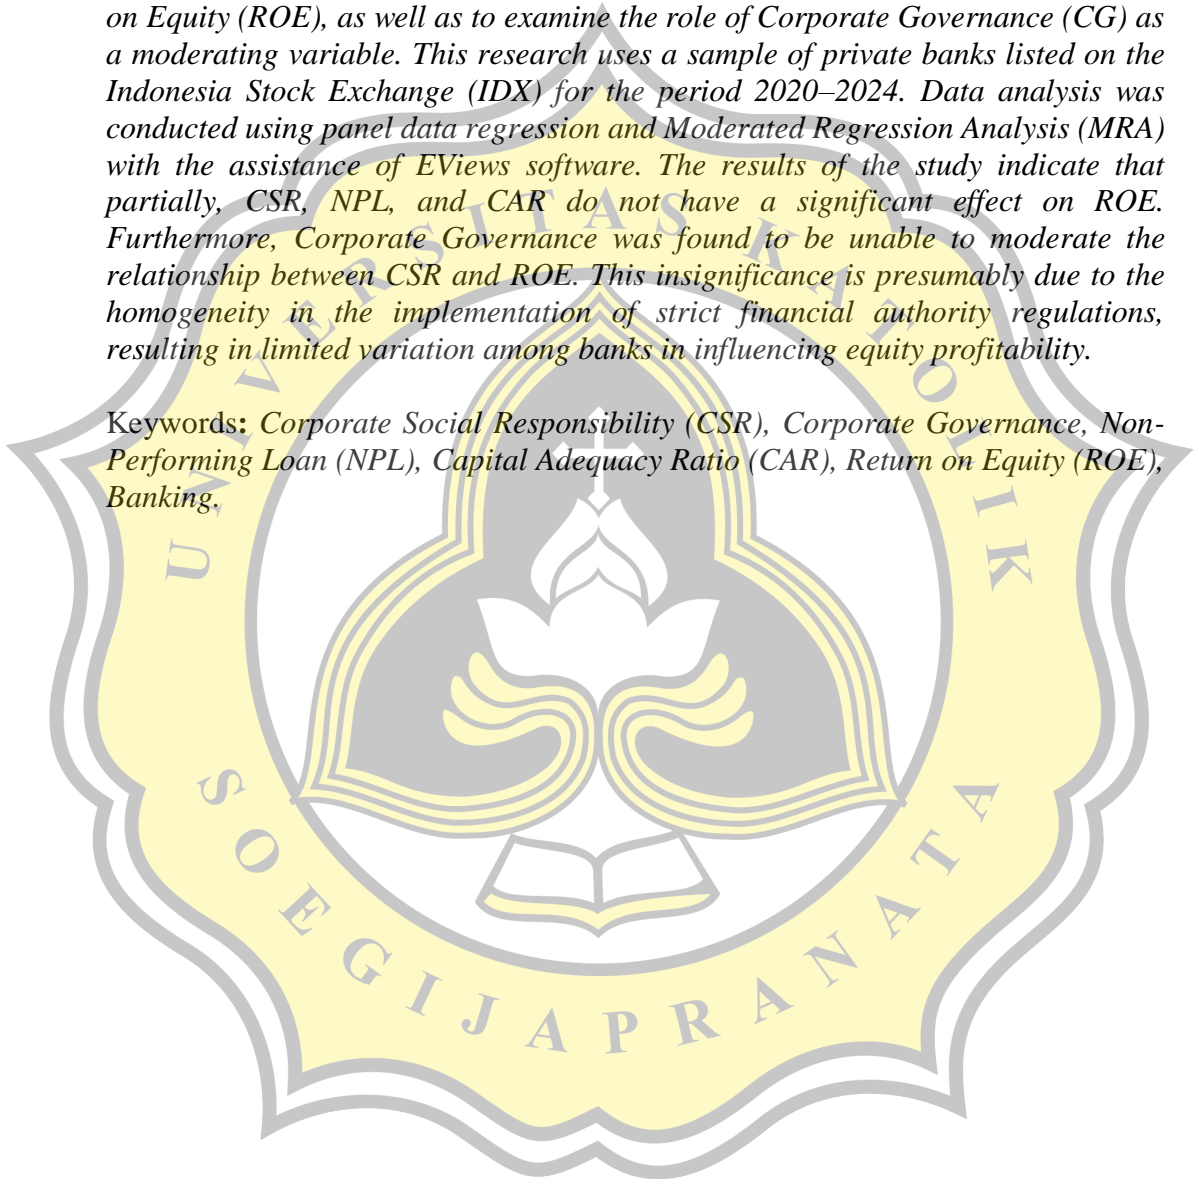 on Equity (ROE), as well as to examine the role of Corporate Governance (CG) as
a moderating variable. This research uses a sample of private banks listed on the
Indonesia Stock Exchange (IDX) for the period 2020–2024. Data analysis was
conducted using panel data regression and Moderated Regression Analysis (MRA)
with the assistance of EViews software. The results of the study indicate that
partially, CSR, NPL, and CAR do not have a significant effect on ROE.
Furthermore, Corporate Governance was found to be unable to moderate the
relationship between CSR and ROE. This insignificance is presumably due to the
homogeneity in the implementation of strict financial authority regulations,
resulting in limited variation among banks in influencing equity profitability.
Keywords: Corporate Social Responsibility (CSR), Corporate Governance, Non-
Performing Loan (NPL), Capital Adequacy Ratio (CAR), Return on Equity (ROE),
Banking.
UNIVERSITAS KATOLIK
SOEGIJAPRANATA